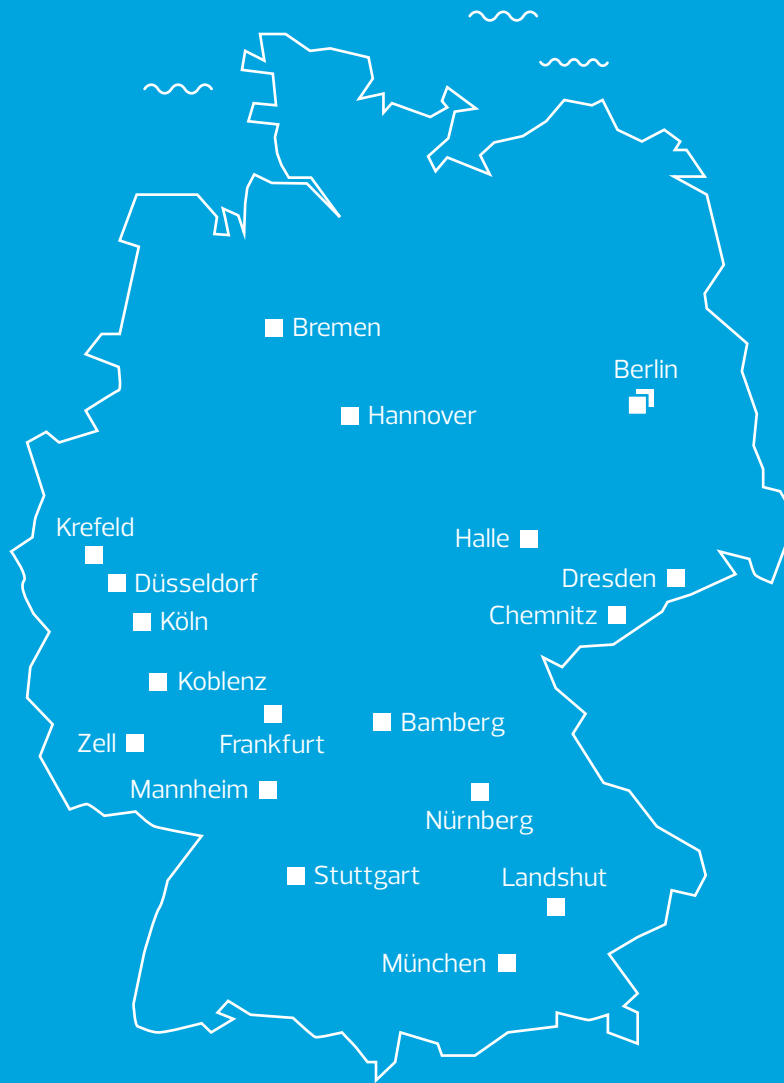 Bremen
Berlin
Hannover
Krefeld
Halle
Düsseldorf
Dresden
Köln
Chemnitz
Koblenz
Bamberg
Zell
Frankfurt
Mannheim
Nürnberg
Stuttgart
Landshut
München